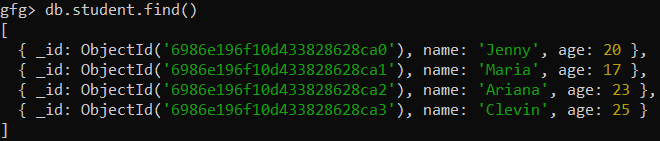 gfg> db.student.find()
[
  { _id: ObjectId('6986e196f10d433828628ca0'), name: 'Jenny', age: 20 },
  { _id: ObjectId('6986e196f10d433828628ca1'), name: 'Maria', age: 17 },
  { _id: ObjectId('6986e196f10d433828628ca2'), name: 'Ariana', age: 23 },
  { _id: ObjectId('6986e196f10d433828628ca3'), name: 'Clevin', age: 25 }
]